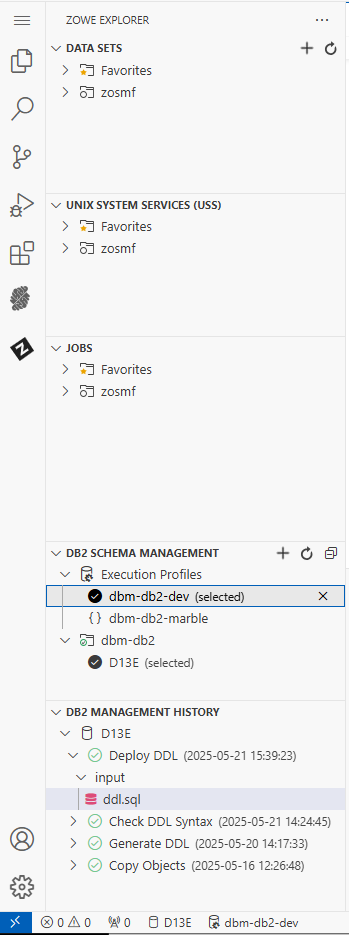 ZOWE EXPLORER
DATA SETS
Favorites
zosmf
UNIX SYSTEM SERVICES (USS)
Favorites
zosmf
JOBS
Favorites
zosmf
DB2 SCHEMA MANAGEMENT
Execution Profiles
dbm-db2-dev (selected)
{} dbm-db2-marble
dbm-db2
D13E (selected)
DB2 MANAGEMENT HISTORY
D13E
Deploy DDL (2025-05-21 15:39:23)
input
ddl.sql
Check DDL Syntax (2025-05-21 14:24:45)
Generate DDL (2025-05-20 14:17:33)
Copy Objects (2025-05-16 12:26:48)
0 0 0 D13E dbm-db2-dev